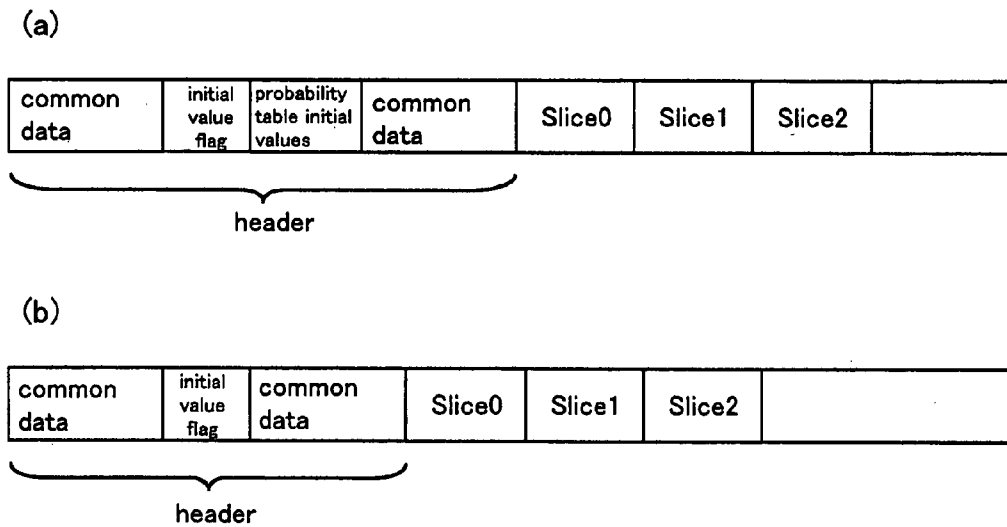 (a)
common data
initial value flag
probability table initial values
common data
Slice0
Slice1
Slice2
header
(b)
common data
initial value flag
common data
Slice0
Slice1
Slice2
header